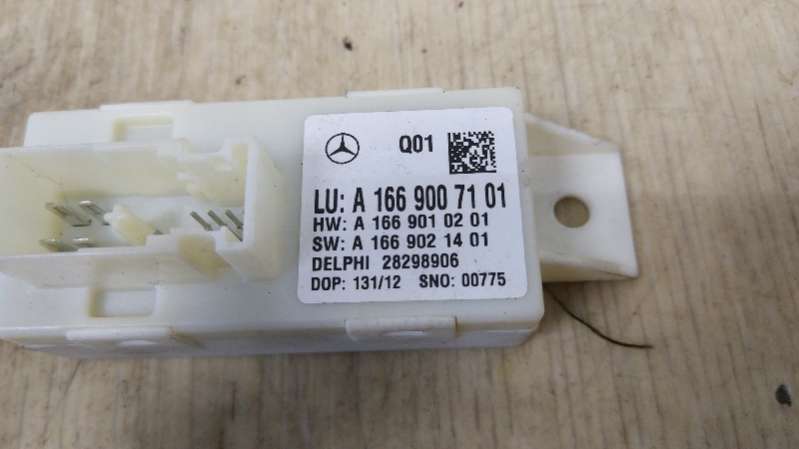 Q01
LU: A 166 900 71 01
HW: A 166 901 02 01
SW: A 166 902 14 01
DELPHI 28298906
DOP: 131/12 SNO: 00775